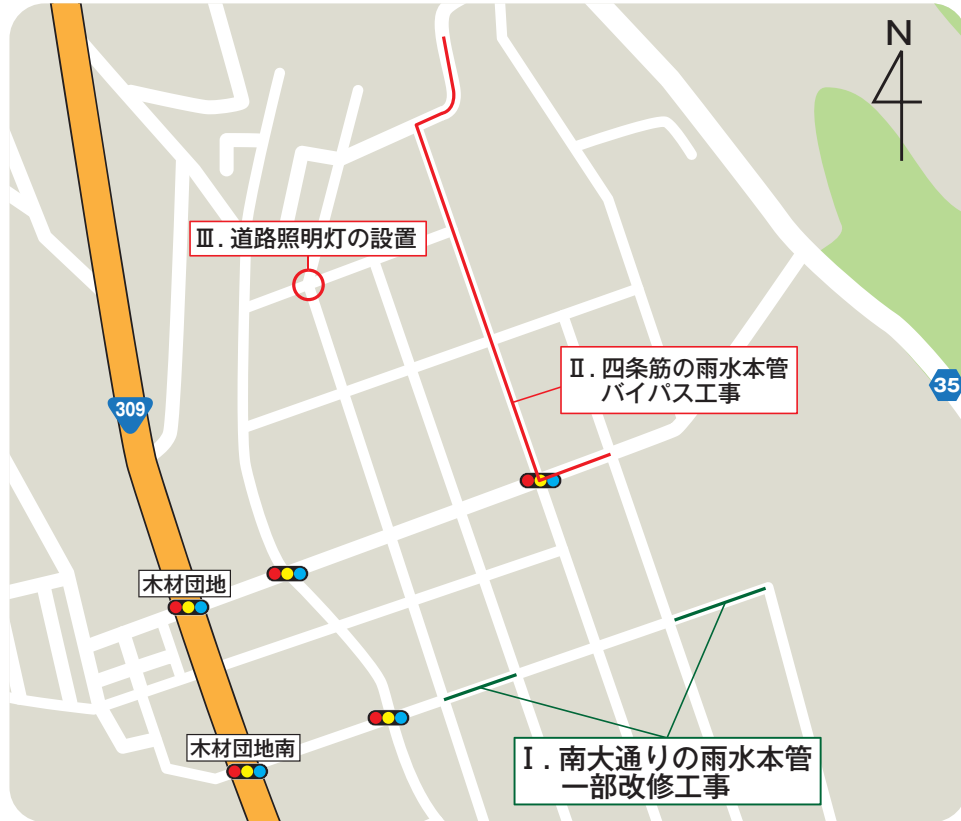 N
Ⅲ. 道路照明灯の設置
Ⅱ. 四条筋の雨水本管
バイパス工事
35
309
木材団地
木材団地南
Ⅰ. 南大通りの雨水本管
一部改修工事